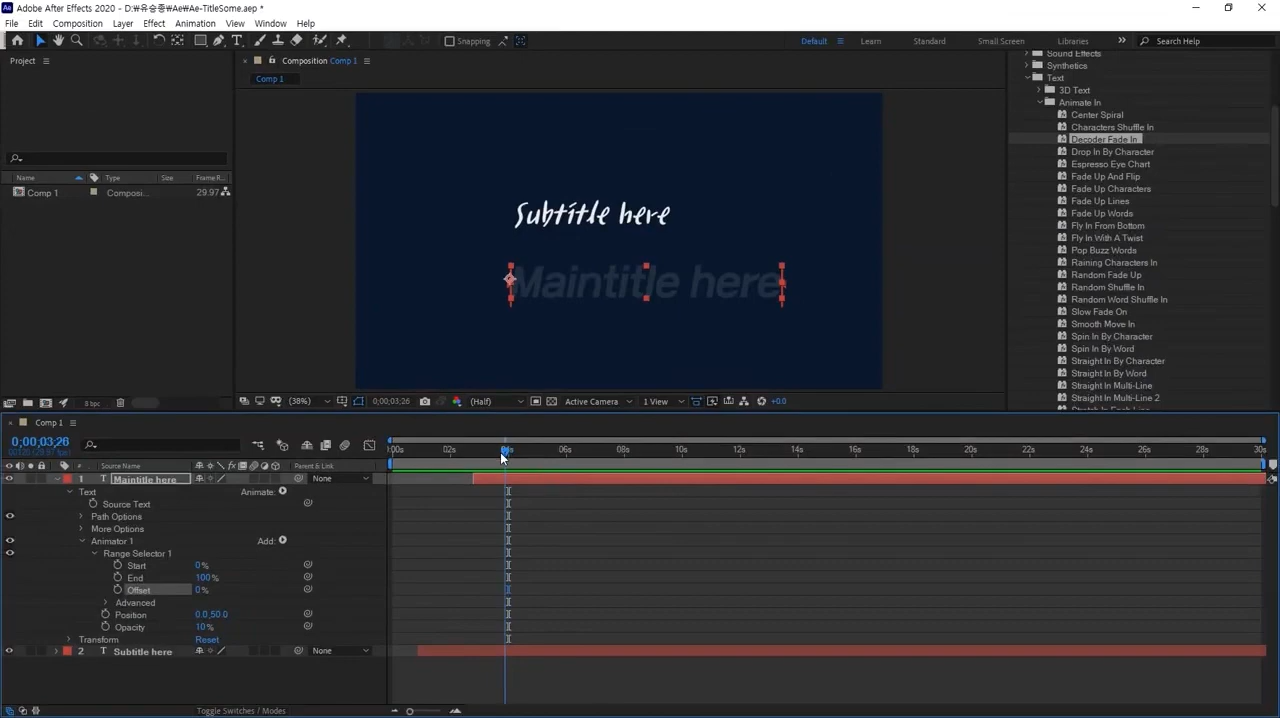 Adobe After Effects 2020 - D:\유승종\Ae\Ae-TitleSome.aep *
File Edit Composition Layer Effect Animation View Window Help
Snapping Default Learn Standard Small Screen Libraries Search Help
Project
Composition Comp 1
Comp 1
Sound Effects
Synthetics
Text
3D Text
Animate In
Center Spiral
Characters Shuffle In
Decoder Fade In
Drop In By Character
Espresso Eye Chart
Fade Up And Flip
Fade Up Characters
Fade Up Lines
Fade Up Words
Fly In From Bottom
Fly In With A Twist
Pop Buzz Words
Raining Characters In
Random Fade Up
Random Shuffle In
Random Word Shuffle In
Slow Fade On
Smooth Move In
Spin In By Character
Spin In By Word
Straight In By Character
Straight In By Word
Straight In Multi-Line
Straight In Multi-Line 2
Name Type Size Frame R...
Comp 1 Composi... 29.97
Subtitle here
Maintitle here
8 bpc
(38%) 0;00;03;26 (Half) Active Camera 1 View +0.0
Comp 1
0;00;03;26
02s 06s 08s 10s 12s 14s 16s 18s 20s 22s 24s 26s 28s 30s
# Source Name Parent & Link
1 T Maintitle here None
Text Animate:
Source Text
Path Options
More Options
Animator 1 Add:
Range Selector 1
Start 0%
End 100%
Offset 0%
Advanced
Position 0.0,50.0
Opacity 10%
Transform Reset
2 T Subtitle here None
Toggle Switches / Modes